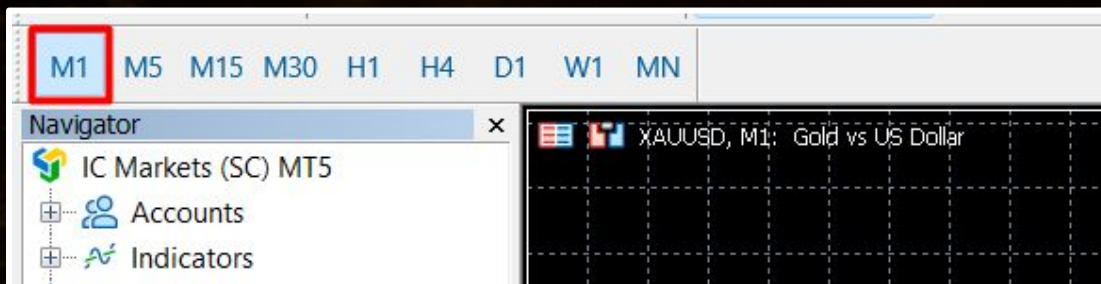 M1 M5 M15 M30 H1 H4 D1 W1 MN
Navigator
XAUUSD, M1: Gold vs US Dollar
IC Markets (SC) MT5
Accounts
Indicators